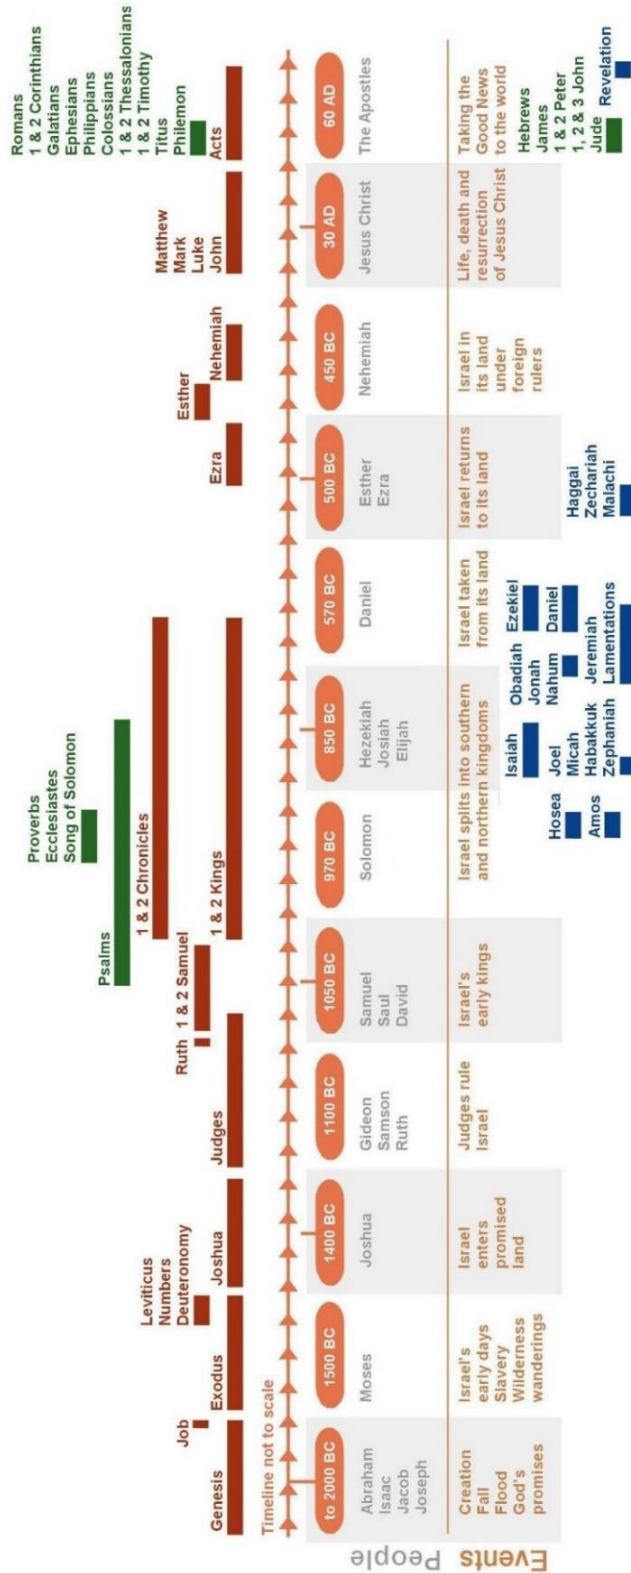 Romans
1 & 2 Corinthians
Galatians
Ephesians
Philippians
Colossians
1 & 2 Thessalonians
1 & 2 Timothy
Titus
Philemon
Proverbs
Ecclesiastes
Song of Solomon
Psalms
1 & 2 Chronicles
Leviticus
Numbers
Deuteronomy
Matthew
Mark
Luke
John
Job
Ruth
1 & 2 Samuel
Esther
Genesis
Exodus
Joshua
Judges
1 & 2 Kings
Ezra
Nehemiah
Acts
Timeline not to scale
to 2000 BC
1500 BC
1400 BC
1100 BC
1050 BC
970 BC
850 BC
570 BC
500 BC
450 BC
30 AD
60 AD
People
Abraham
Isaac
Jacob
Joseph
Moses
Joshua
Gideon
Samson
Ruth
Samuel
Saul
David
Solomon
Hezekiah
Josiah
Elijah
Daniel
Esther
Ezra
Nehemiah
Jesus Christ
The Apostles
Events
Creation
Fall
Flood
God's
promises
Israel's
early days
Slavery
Wilderness
wanderings
Israel
enters
promised
land
Judges rule
Israel
Israel's
early kings
Israel splits into southern
and northern kingdoms
Israel taken
from its land
Israel returns
to its land
Israel in
its land
under
foreign
rulers
Life, death and
resurrection
of Jesus Christ
Taking the
Good News
to the world
Hosea
Amos
Isaiah
Joel
Micah
Habakkuk
Zephaniah
Obadiah
Jonah
Nahum
Jeremiah
Lamentations
Ezekiel
Daniel
Haggai
Zechariah
Malachi
Hebrews
James
1 & 2 Peter
1, 2 & 3 John
Jude
Revelation